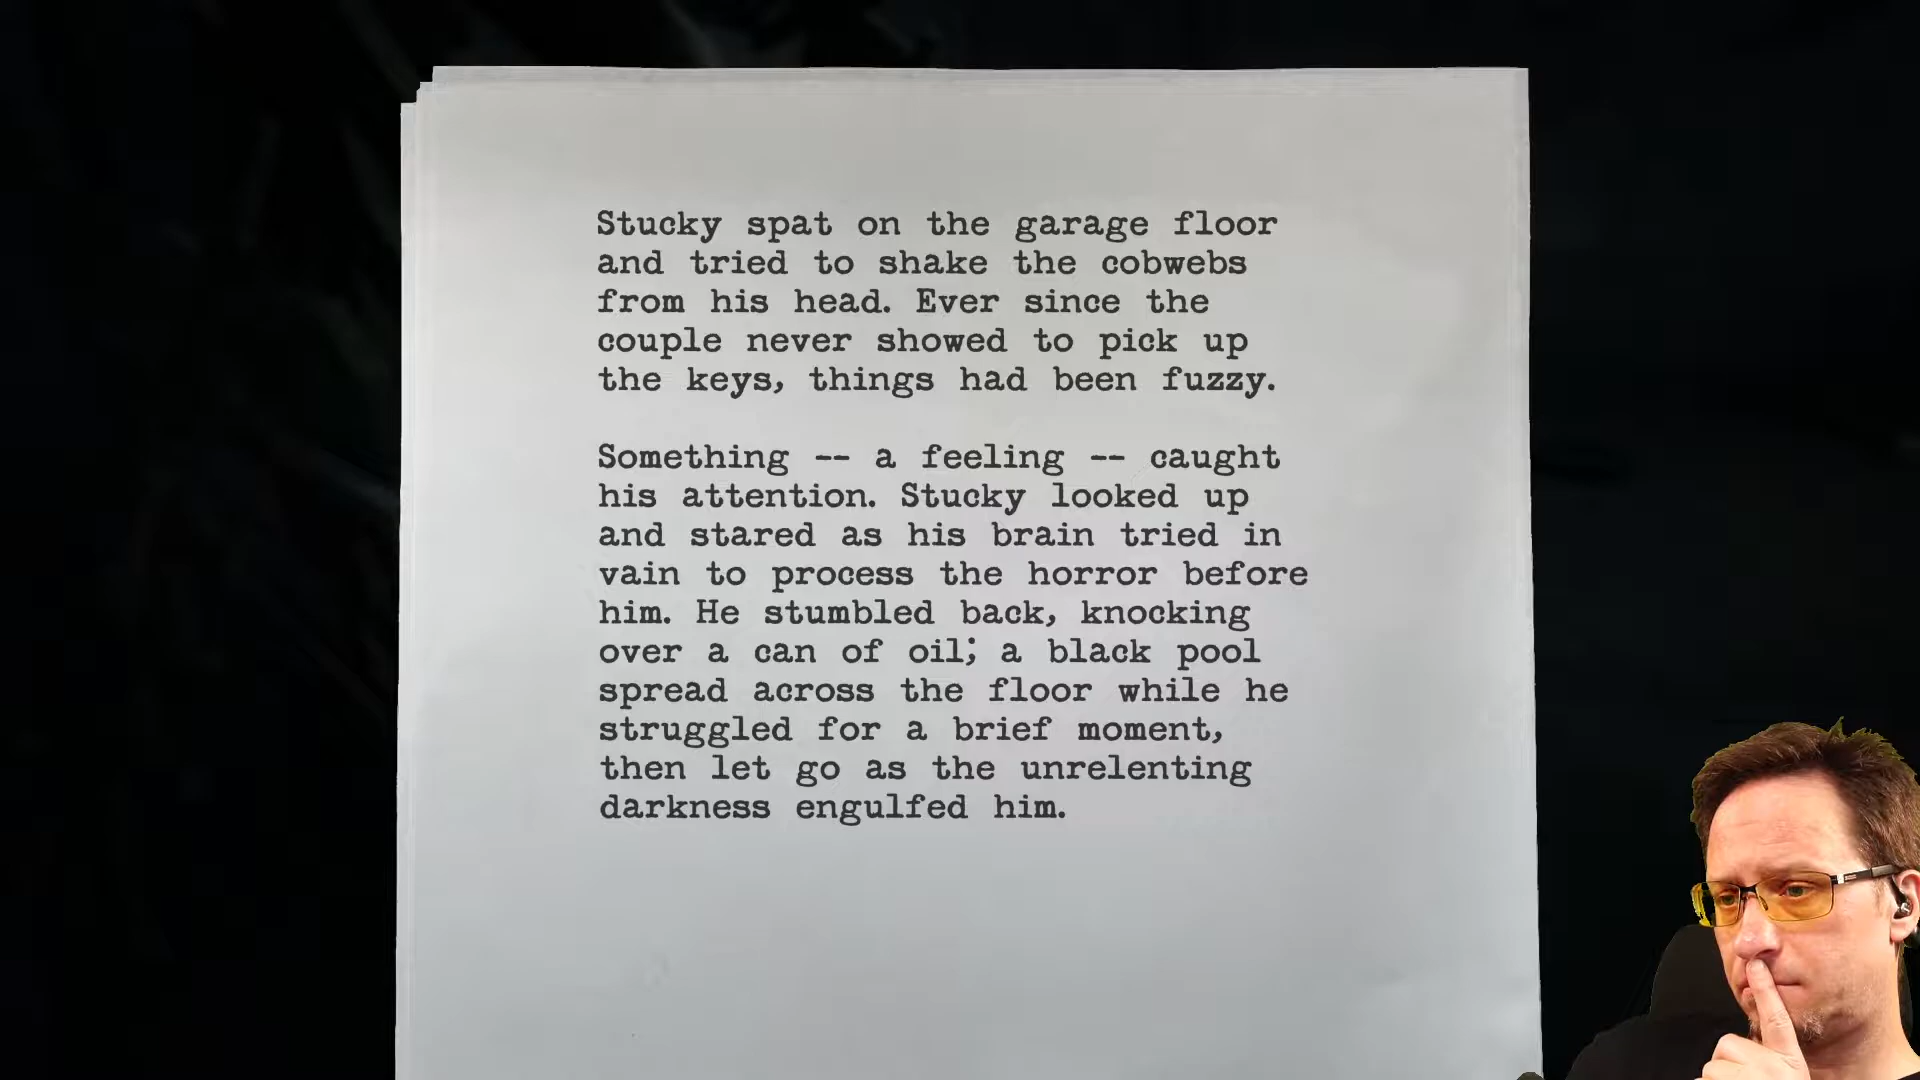 Stucky spat on the garage floor
and tried to shake the cobwebs
from his head. Ever since the
couple never showed to pick up
the keys, things had been fuzzy.
Something -- a feeling -- caught
his attention. Stucky looked up
and stared as his brain tried in
vain to process the horror before
him. He stumbled back, knocking
over a can of oil; a black pool
spread across the floor while he
struggled for a brief moment,
then let go as the unrelenting
darkness engulfed him.